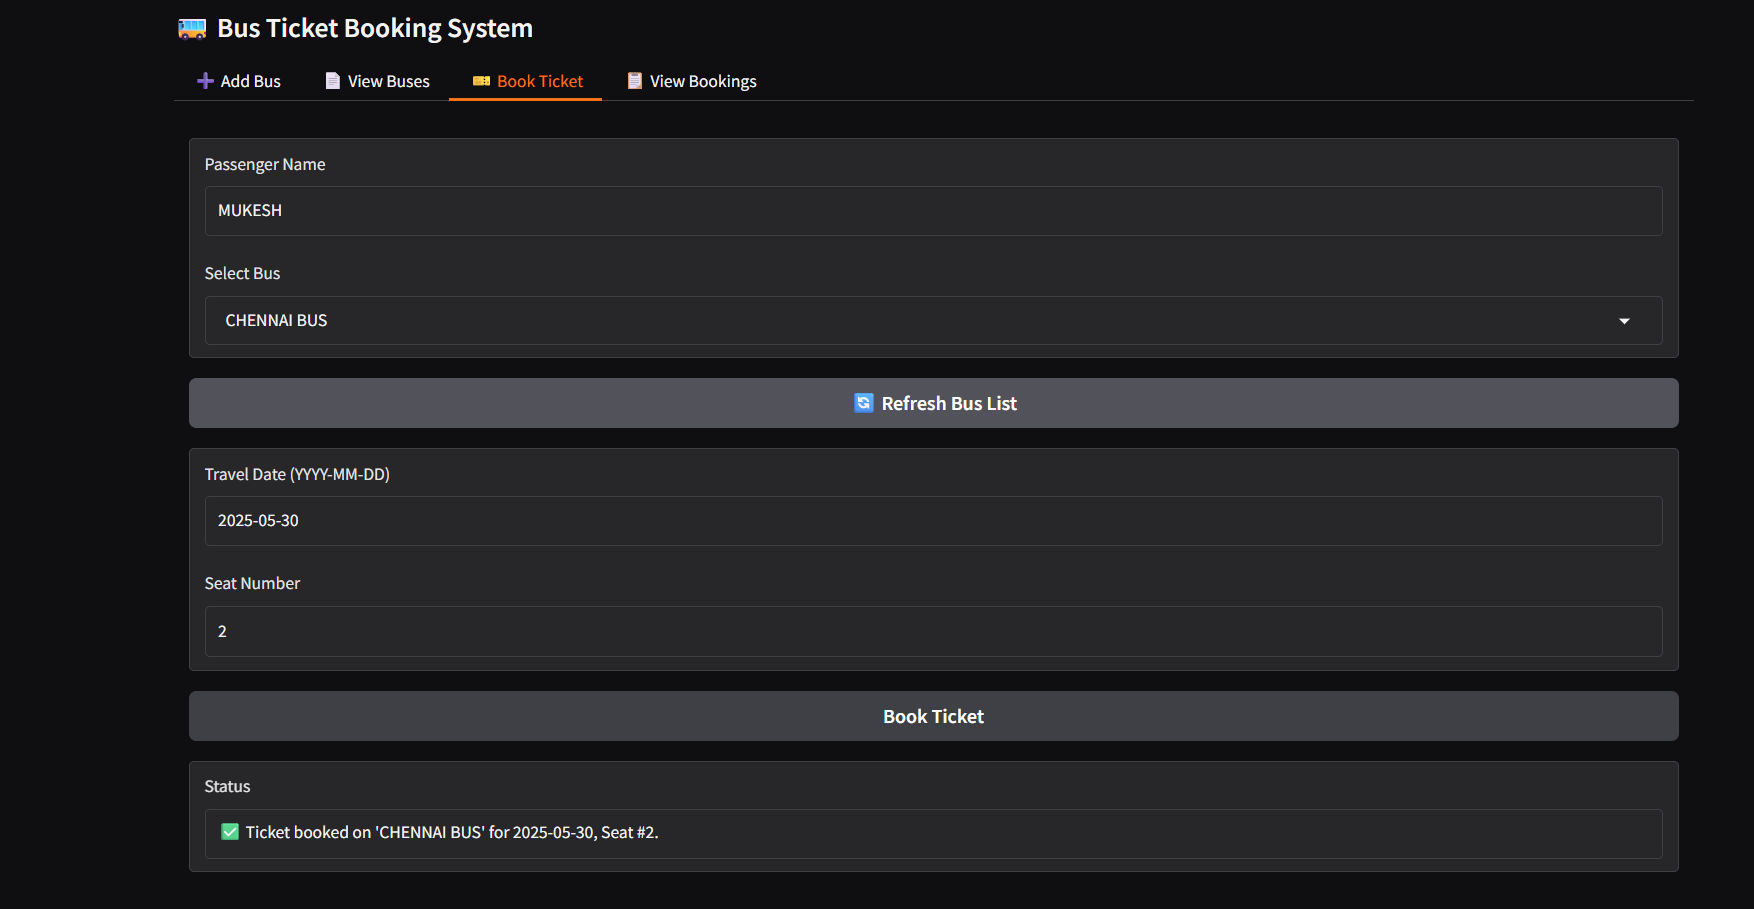 Bus Ticket Booking System
Add Bus View Buses Book Ticket View Bookings
Passenger Name
MUKESH
Select Bus
CHENNAI BUS
Refresh Bus List
Travel Date (YYYY-MM-DD)
2025-05-30
Seat Number
2
Book Ticket
Status
Ticket booked on 'CHENNAI BUS' for 2025-05-30, Seat #2.